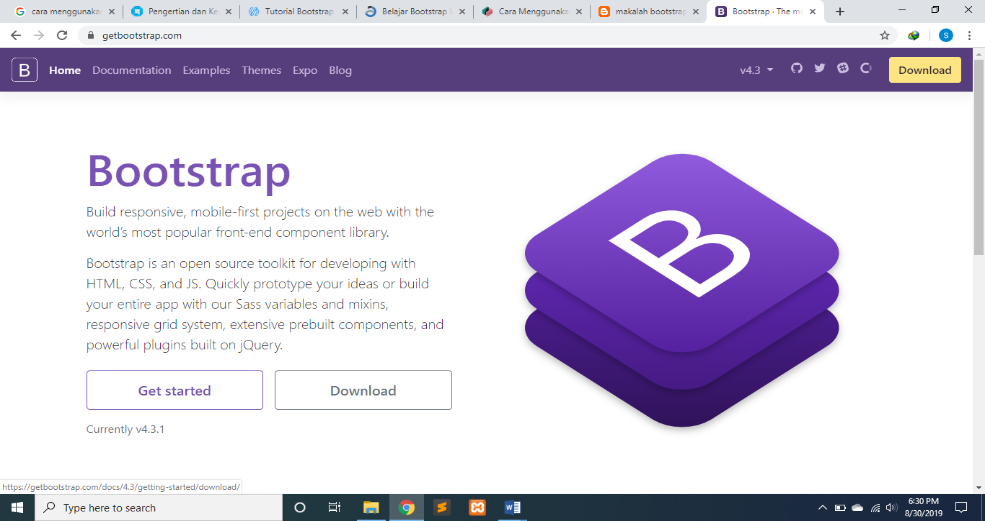 cara menggunaka
Pengertian dan Ke
Tutorial Bootstrap
Belajar Bootstrap
Cara Menggunaka
makalah bootstrap
Bootstrap · The m
getbootstrap.com
S
B
Home
Documentation
Examples
Themes
Expo
Blog
v4.3
Download
Bootstrap
Build responsive, mobile-first projects on the web with the
world's most popular front-end component library.
Bootstrap is an open source toolkit for developing with
HTML, CSS, and JS. Quickly prototype your ideas or build
your entire app with our Sass variables and mixins,
responsive grid system, extensive prebuilt components, and
powerful plugins built on jQuery.
Get started
Download
Currently v4.3.1
B
https://getbootstrap.com/docs/4.3/getting-started/download/
Type here to search
6:30 PM
8/30/2019